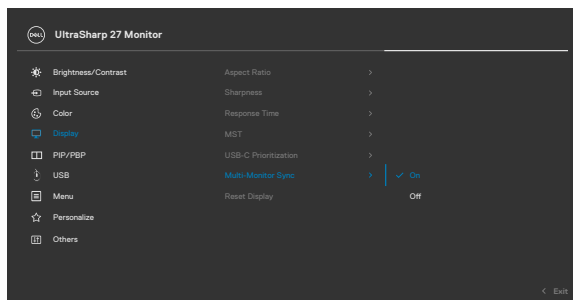 DELL UltraSharp 27 Monitor
Brightness/Contrast
Input Source
Color
Display
PIP/PBP
USB
Menu
Personalize
Others
Aspect Ratio
Sharpness
Response Time
MST
USB-C Prioritization
Multi-Monitor Sync
Reset Display
On
Off
Exit